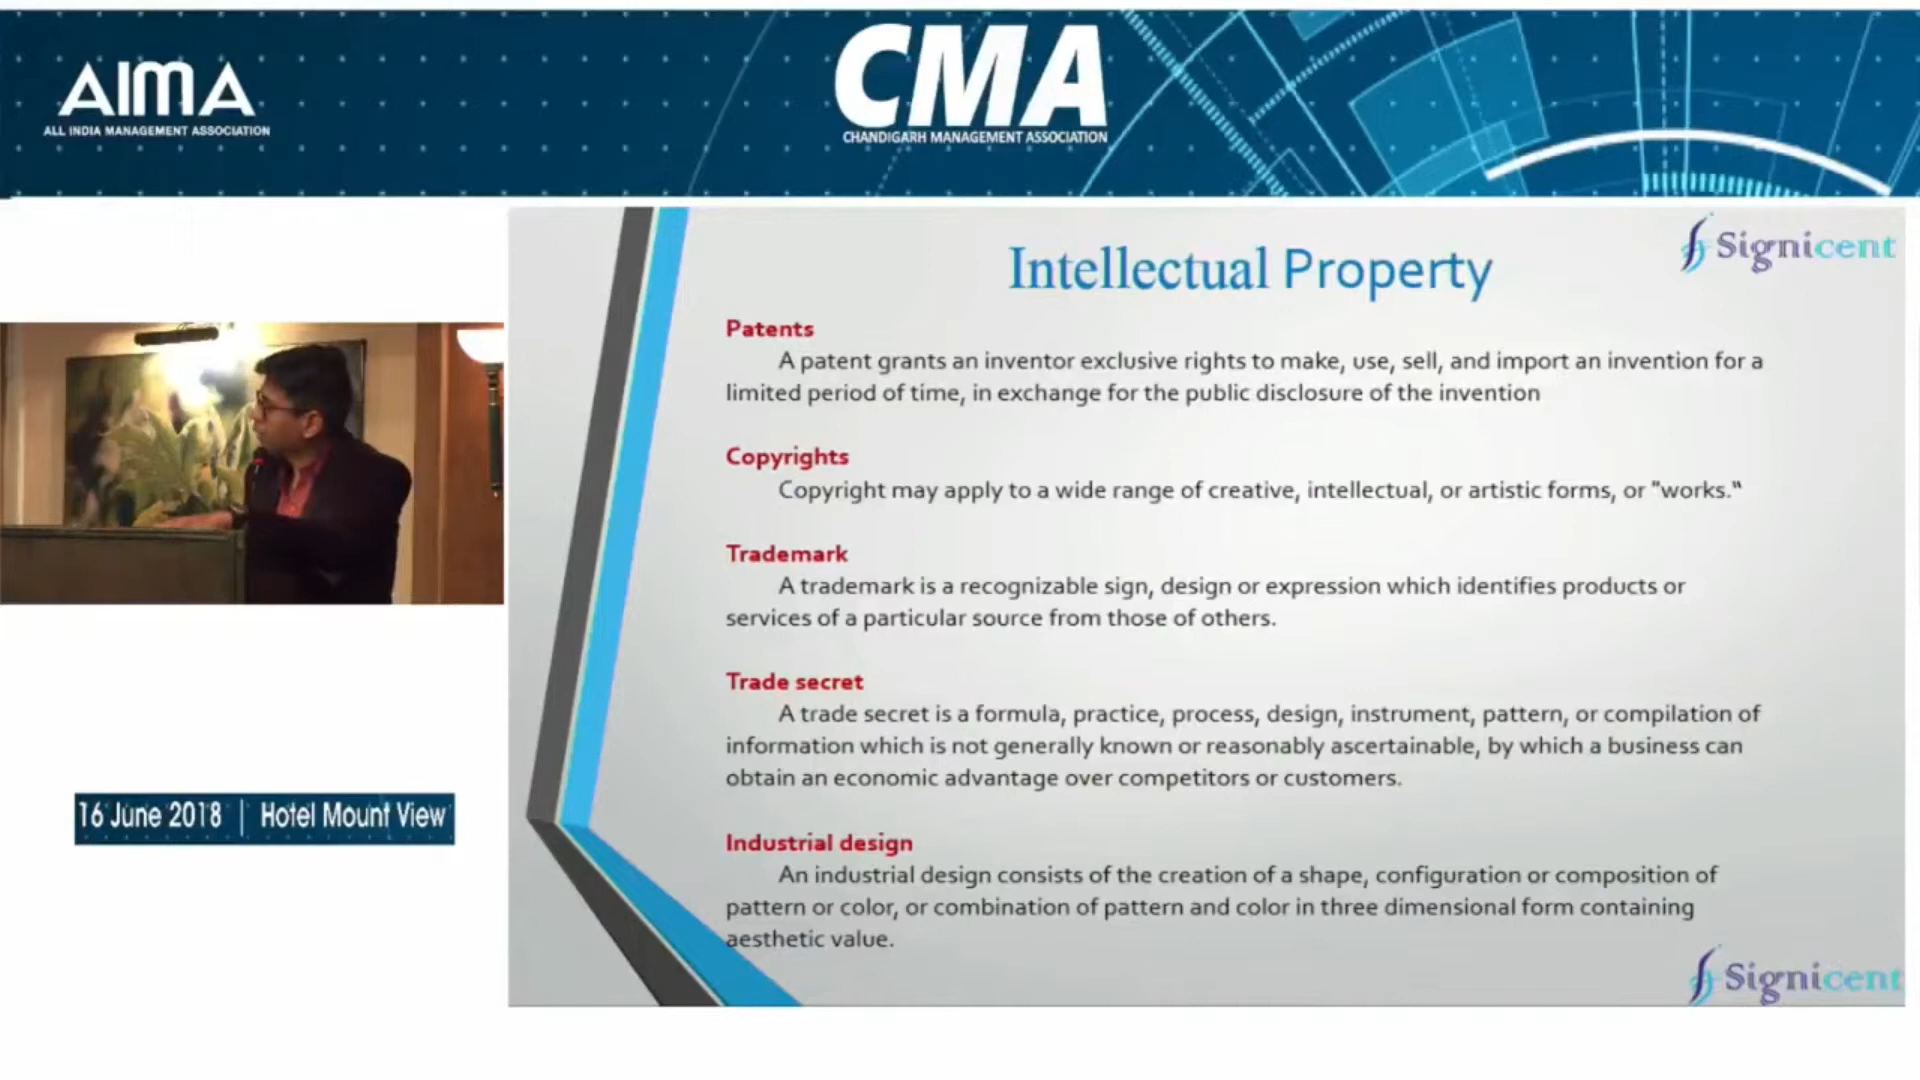 AIMA
ALL INDIA MANAGEMENT ASSOCIATION
CMA
CHANDIGARH MANAGEMENT ASSOCIATION
Signicent
Intellectual Property
Patents
A patent grants an inventor exclusive rights to make, use, sell, and import an invention for a
limited period of time, in exchange for the public disclosure of the invention
Copyrights
Copyright may apply to a wide range of creative, intellectual, or artistic forms, or "works."
Trademark
A trademark is a recognizable sign, design or expression which identifies products or
services of a particular source from those of others.
Trade secret
A trade secret is a formula, practice, process, design, instrument, pattern, or compilation of
information which is not generally known or reasonably ascertainable, by which a business can
obtain an economic advantage over competitors or customers.
Industrial design
An industrial design consists of the creation of a shape, configuration or composition of
pattern or color, or combination of pattern and color in three dimensional form containing
aesthetic value.
16 June 2018 | Hotel Mount View
Signicent